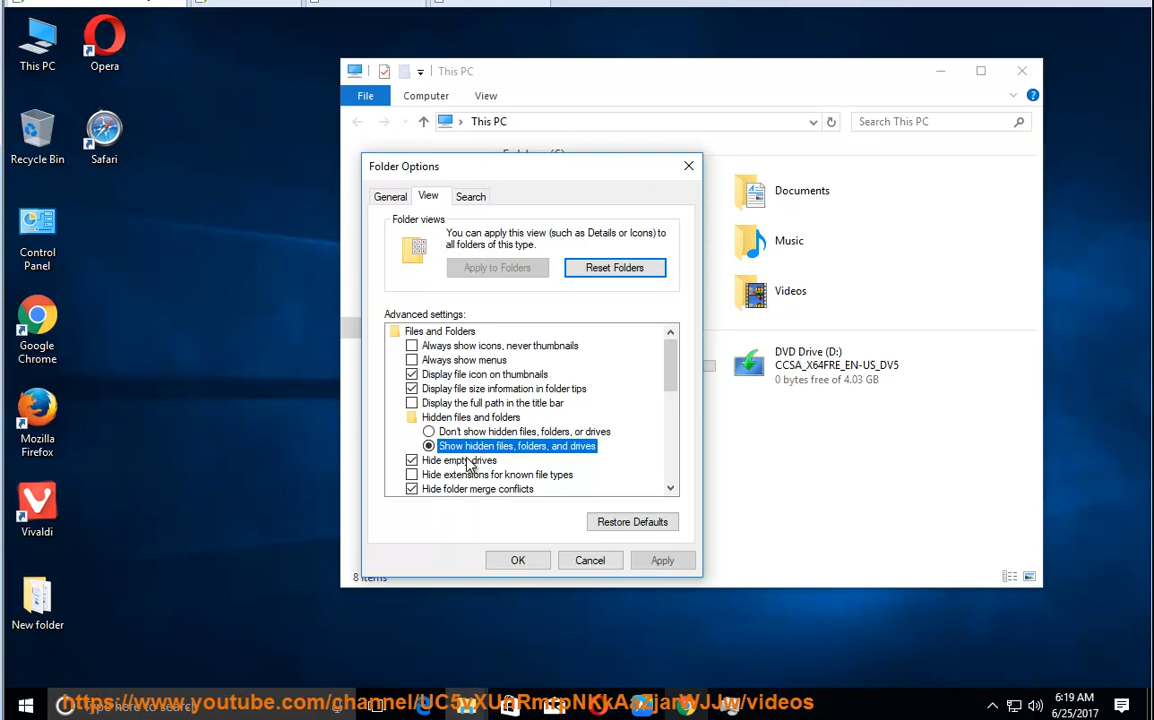 This PC
Opera
Recycle Bin
Safari
Control
Panel
Google
Chrome
Mozilla
Firefox
Vivaldi
New folder
This PC
File
Computer
View
This PC
Search This PC
Documents
Music
Videos
DVD Drive (D:)
CCSA_X64FRE_EN-US_DV5
0 bytes free of 4.03 GB
8 items
Folder Options
General
View
Search
Folder views
You can apply this view (such as Details or Icons) to
all folders of this type.
Apply to Folders
Reset Folders
Advanced settings:
Files and Folders
Always show icons, never thumbnails
Always show menus
Display file icon on thumbnails
Display file size information in folder tips
Display the full path in the title bar
Hidden files and folders
Don't show hidden files, folders, or drives
Show hidden files, folders, and drives
Hide empty drives
Hide extensions for known file types
Hide folder merge conflicts
Restore Defaults
OK
Cancel
Apply
6:19 AM
6/25/2017